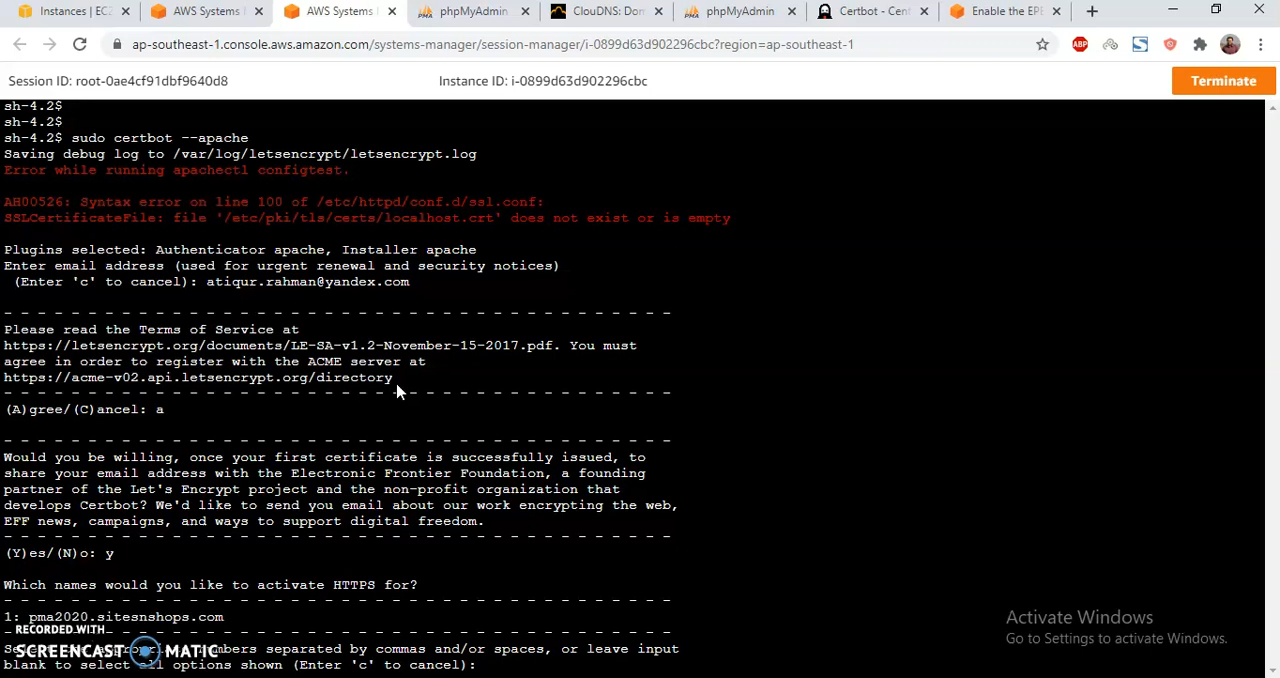 Instances | EC2
AWS Systems
AWS Systems
phpMyAdmin
ClouDNS: Dom
phpMyAdmin
Certbot - Cent
Enable the EPE
ap-southeast-1.console.aws.amazon.com/systems-manager/session-manager/i-0899d63d902296cbc?region=ap-southeast-1
ABP
Session ID: root-0ae4cf91dbf9640d8
Instance ID: i-0899d63d902296cbc
Terminate
sh-4.2$
sh-4.2$
sh-4.2$ sudo certbot --apache
Saving debug log to /var/log/letsencrypt/letsencrypt.log
Error while running apachectl configtest.
AH00526: Syntax error on line 100 of /etc/httpd/conf.d/ssl.conf:
SSLCertificateFile: file '/etc/pki/tls/certs/localhost.crt' does not exist or is empty
Plugins selected: Authenticator apache, Installer apache
Enter email address (used for urgent renewal and security notices)
(Enter 'c' to cancel): atiqur.rahman@yandex.com
- - - - - - - - - - - - - - - - - - - - - - - - - - - - - - - - - - - - - - - -
Please read the Terms of Service at
https://letsencrypt.org/documents/LE-SA-v1.2-November-15-2017.pdf. You must
agree in order to register with the ACME server at
https://acme-v02.api.letsencrypt.org/directory
- - - - - - - - - - - - - - - - - - - - - - - - - - - - - - - - - - - - - - - -
(A)gree/(C)ancel: a
- - - - - - - - - - - - - - - - - - - - - - - - - - - - - - - - - - - - - - - -
Would you be willing, once your first certificate is successfully issued, to
share your email address with the Electronic Frontier Foundation, a founding
partner of the Let's Encrypt project and the non-profit organization that
develops Certbot? We'd like to send you email about our work encrypting the web,
EFF news, campaigns, and ways to support digital freedom.
- - - - - - - - - - - - - - - - - - - - - - - - - - - - - - - - - - - - - - - -
(Y)es/(N)o: y
Which names would you like to activate HTTPS for?
- - - - - - - - - - - - - - - - - - - - - - - - - - - - - - - - - - - - - - - -
1: pma2020.sitesnshops.com
- - - - - - - - - - - - - - - - - - - - - - - - - - - - - - - - - - - - - - - -
numbers separated by commas and/or spaces, or leave input
blank to select all options shown (Enter 'c' to cancel):
RECORDED WITH
SCREENCAST MATIC
Activate Windows
Go to Settings to activate Windows.